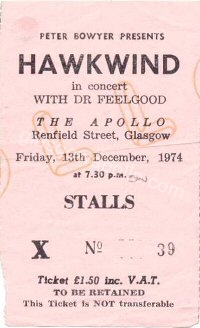 PETER BOWYER PRESENTS
HAWKWIND
in concert
WITH DR FEELGOOD
THE APOLLO
Renfield Street, Glasgow
Friday, 13th December, 1974
at 7.30 p.m.
STALLS
X Nº 39
Ticket £1.50 inc. V.A.T.
TO BE RETAINED
This Ticket is NOT transferable